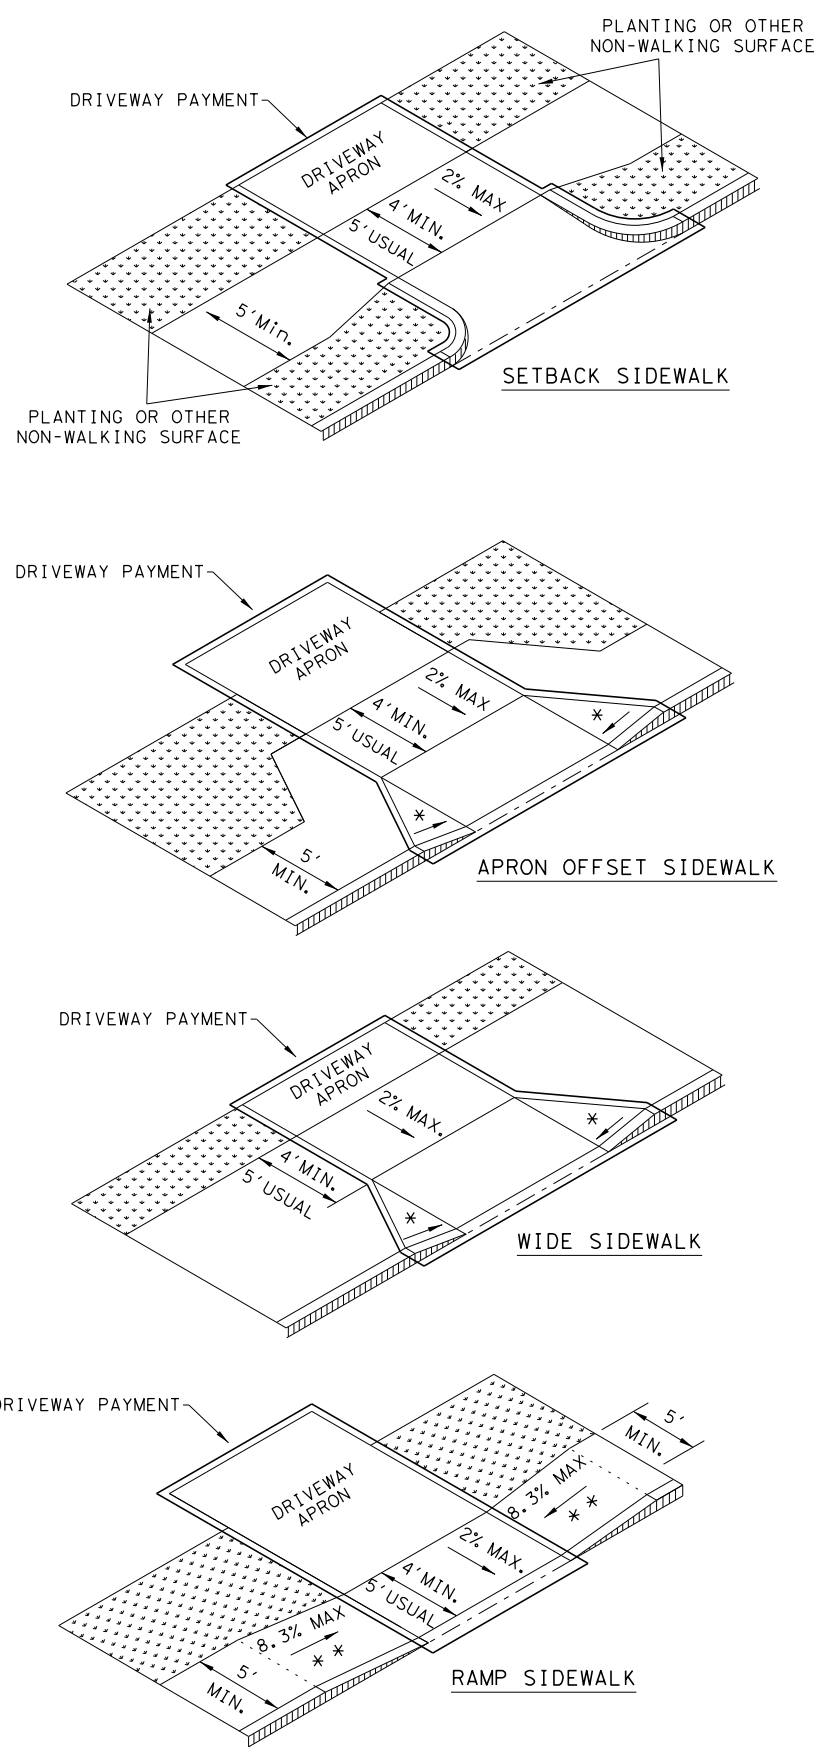 PLANTING OR OTHER
NON-WALKING SURFACE
DRIVEWAY PAYMENT
DRIVEWAY
APRON
2% MAX
4' MIN.
5' USUAL
5' Min.
SETBACK SIDEWALK
PLANTING OR OTHER
NON-WALKING SURFACE
DRIVEWAY PAYMENT
DRIVEWAY
APRON
2% MAX
4' MIN.
5' USUAL
*
*
5'
MIN.
APRON OFFSET SIDEWALK
DRIVEWAY PAYMENT
DRIVEWAY
APRON
2% MAX.
4' MIN.
5' USUAL
*
*
WIDE SIDEWALK
DRIVEWAY PAYMENT
5'
MIN.
DRIVEWAY
APRON
8.3% MAX
**
2% MAX.
4' MIN.
5' USUAL
8.3% MAX
**
5'
MIN.
RAMP SIDEWALK